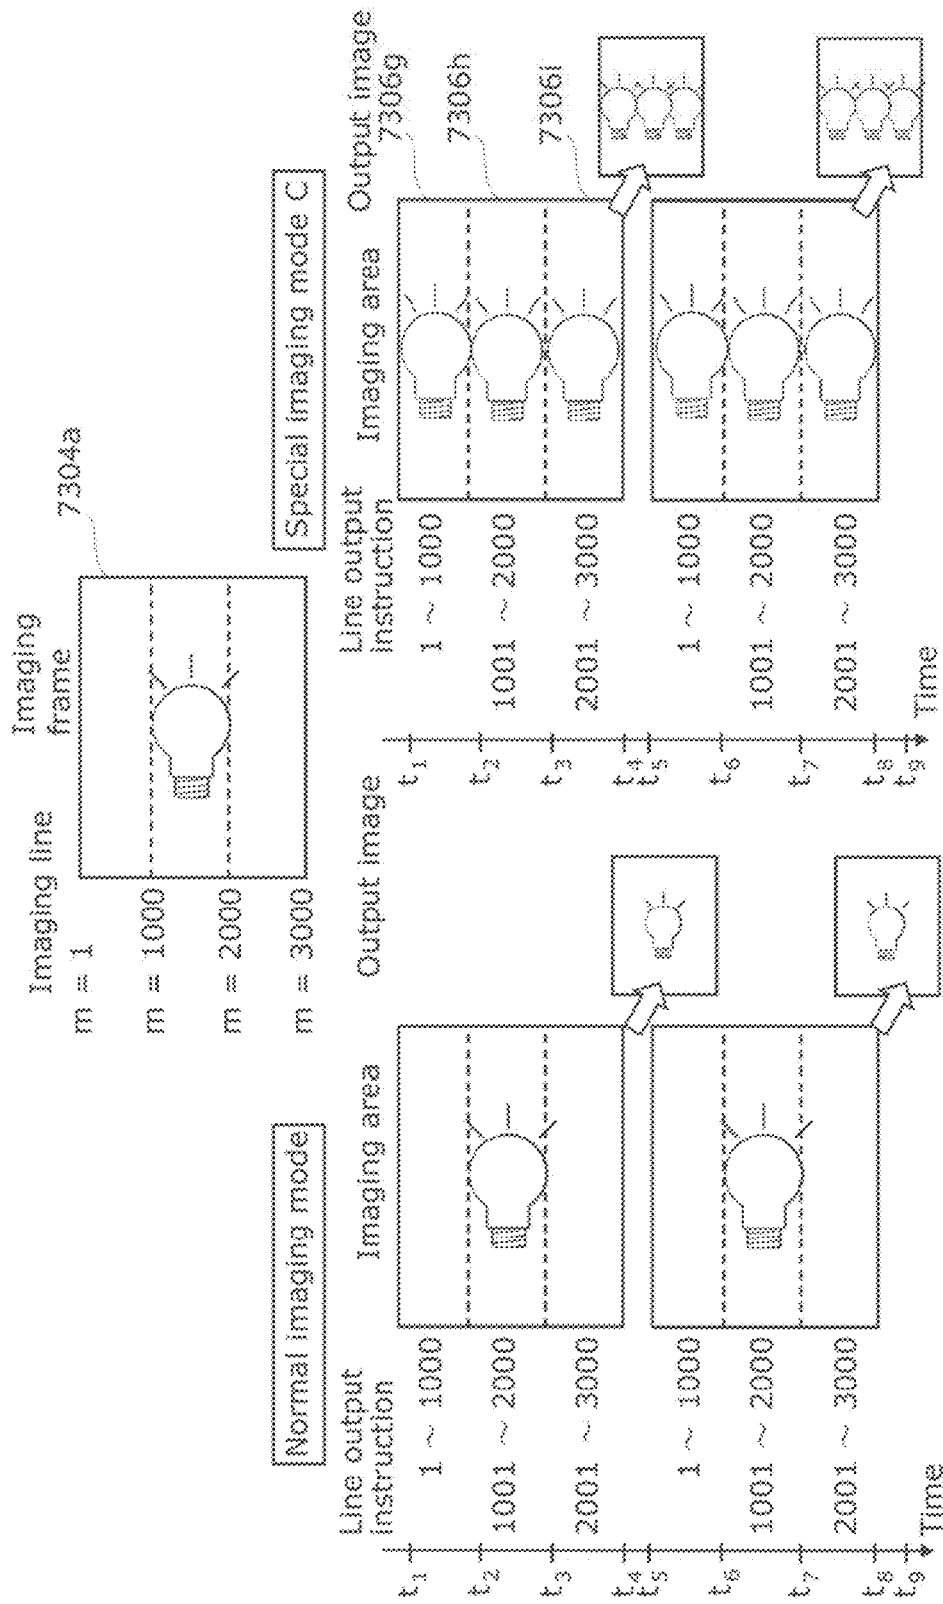 Imaging line
Imaging frame
m = 1
m = 1000
m = 2000
m = 3000
7304a
Normal imaging mode
Line output instruction
Imaging area
Output image
1 ~ 1000
1001 ~ 2000
2001 ~ 3000
1 ~ 1000
1001 ~ 2000
2001 ~ 3000
t1
t2
t3
t4
t5
t6
t7
t8
t9
Time
Special imaging mode C
Line output instruction
Imaging area
Output image
7306g
7306h
7306i
1 ~ 1000
1001 ~ 2000
2001 ~ 3000
1 ~ 1000
1001 ~ 2000
2001 ~ 3000
t1
t2
t3
t4
t5
t6
t7
t8
t9
Time